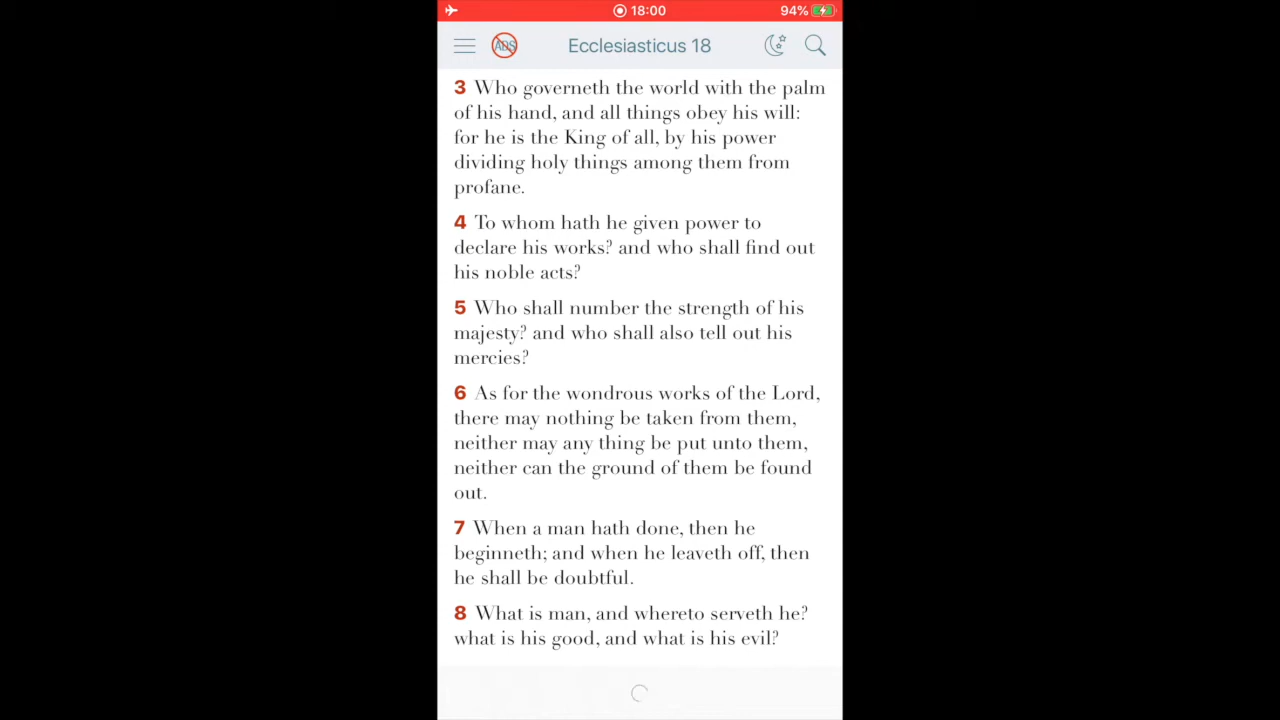 18:00
94%
ADS
Ecclesiasticus 18
3 Who governeth the world with the palm
of his hand, and all things obey his will:
for he is the King of all, by his power
dividing holy things among them from
profane.
4 To whom hath he given power to
declare his works? and who shall find out
his noble acts?
5 Who shall number the strength of his
majesty? and who shall also tell out his
mercies?
6 As for the wondrous works of the Lord,
there may nothing be taken from them,
neither may any thing be put unto them,
neither can the ground of them be found
out.
7 When a man hath done, then he
beginneth; and when he leaveth off, then
he shall be doubtful.
8 What is man, and whereto serveth he?
what is his good, and what is his evil?